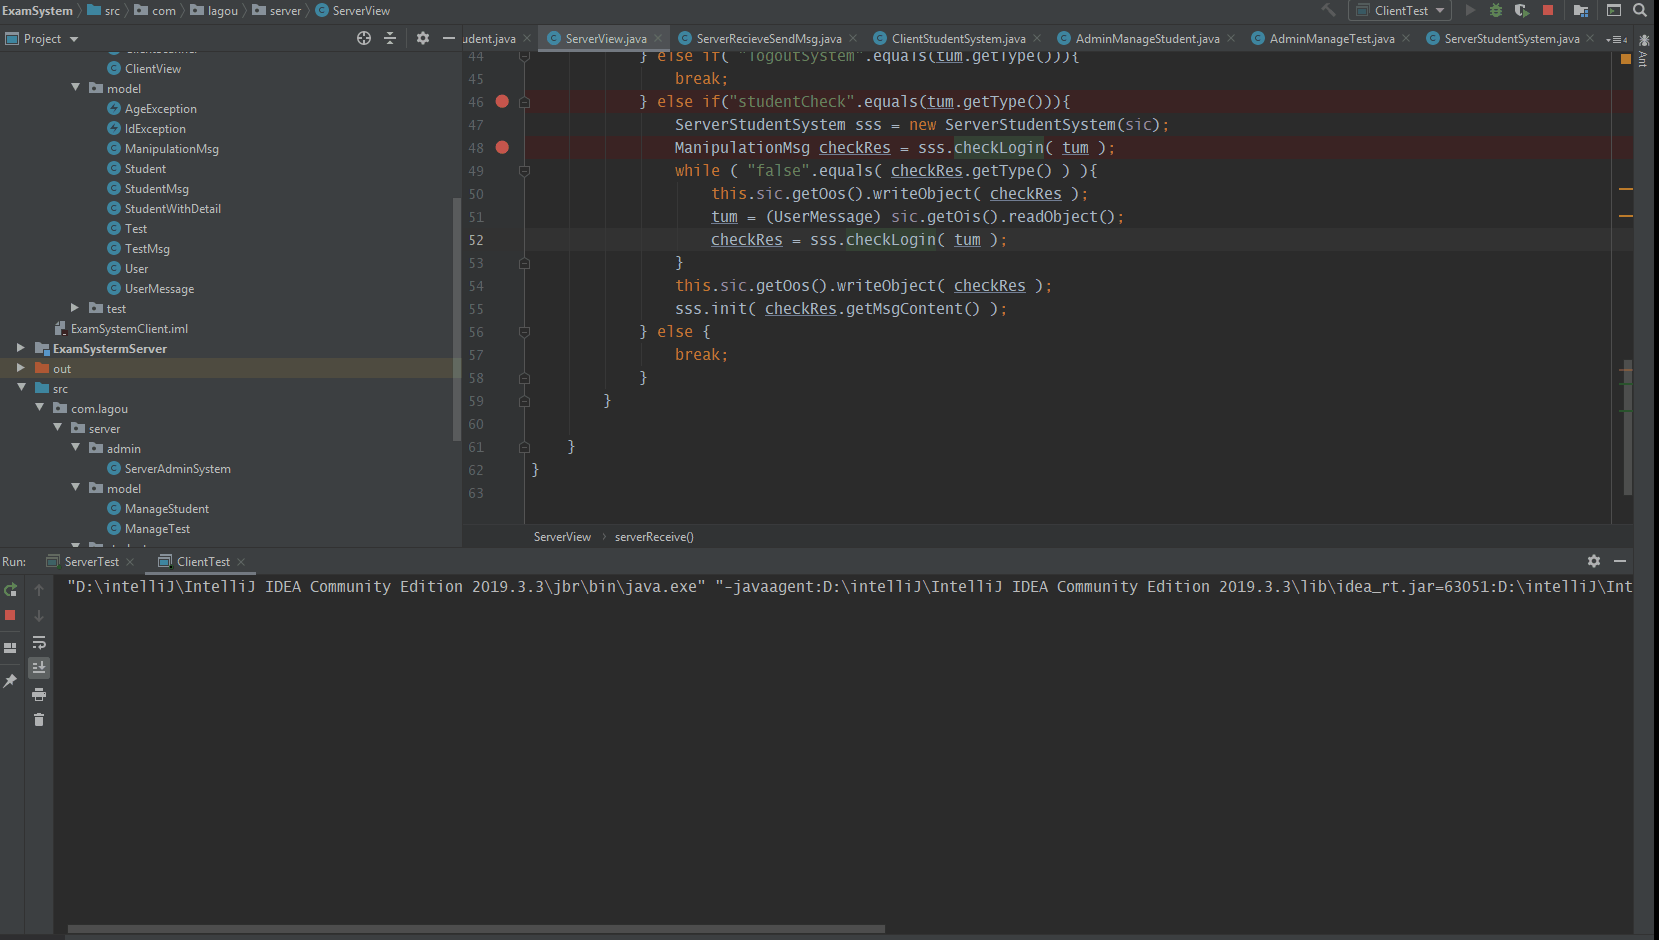 ExamSystem src com lagou server ServerView ClientTest
Project
udent.java ServerView.java ServerRecieveSendMsg.java ClientStudentSystem.java AdminManageStudent.java AdminManageTest.java ServerStudentSystem.java 4
Ant
ClientView
model
AgeException
IdException
ManipulationMsg
Student
StudentMsg
StudentWithDetail
Test
TestMsg
User
UserMessage
test
ExamSystemClient.iml
ExamSystermServer
out
src
com.lagou
server
admin
ServerAdminSystem
model
ManageStudent
ManageTest
44 } else if( "logoutSystem".equals(tum.getType())){
45 break;
46 } else if("studentCheck".equals(tum.getType())){
47 ServerStudentSystem sss = new ServerStudentSystem(sic);
48 ManipulationMsg checkRes = sss.checkLogin( tum );
49 while ( "false".equals( checkRes.getType() ) ){
50 this.sic.getOos().writeObject( checkRes );
51 tum = (UserMessage) sic.getOis().readObject();
52 checkRes = sss.checkLogin( tum );
53 }
54 this.sic.getOos().writeObject( checkRes );
55 sss.init( checkRes.getMsgContent() );
56 } else {
57 break;
58 }
59 }
60
61 }
62 }
63
ServerView serverReceive()
Run: ServerTest ClientTest
"D:\intelliJ\IntelliJ IDEA Community Edition 2019.3.3\jbr\bin\java.exe" "-javaagent:D:\intelliJ\IntelliJ IDEA Community Edition 2019.3.3\lib\idea_rt.jar=63051:D:\intelliJ\Int